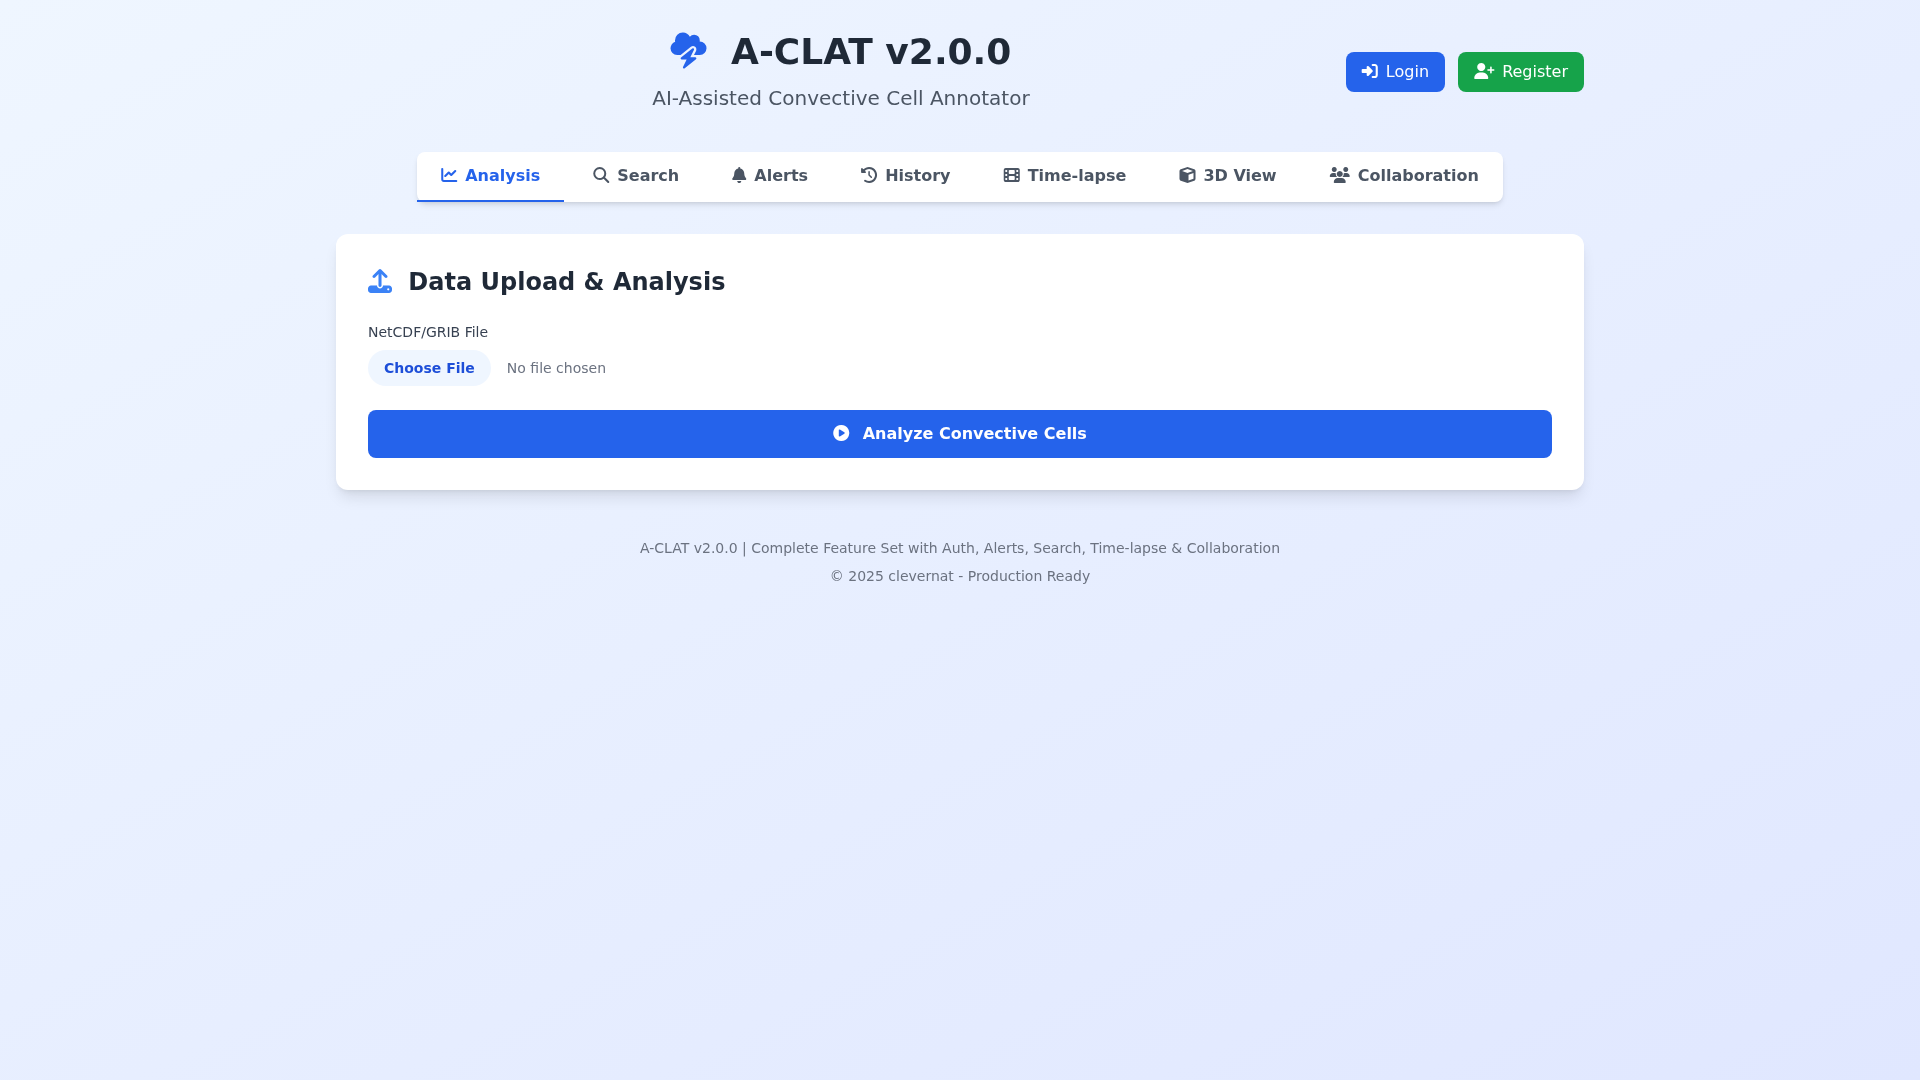 A-CLAT v2.0.0
AI-Assisted Convective Cell Annotator
Login
Register
Analysis
Search
Alerts
History
Time-lapse
3D View
Collaboration
Data Upload & Analysis
NetCDF/GRIB File
Choose File
No file chosen
Analyze Convective Cells
A-CLAT v2.0.0 | Complete Feature Set with Auth, Alerts, Search, Time-lapse & Collaboration
© 2025 clevernat - Production Ready